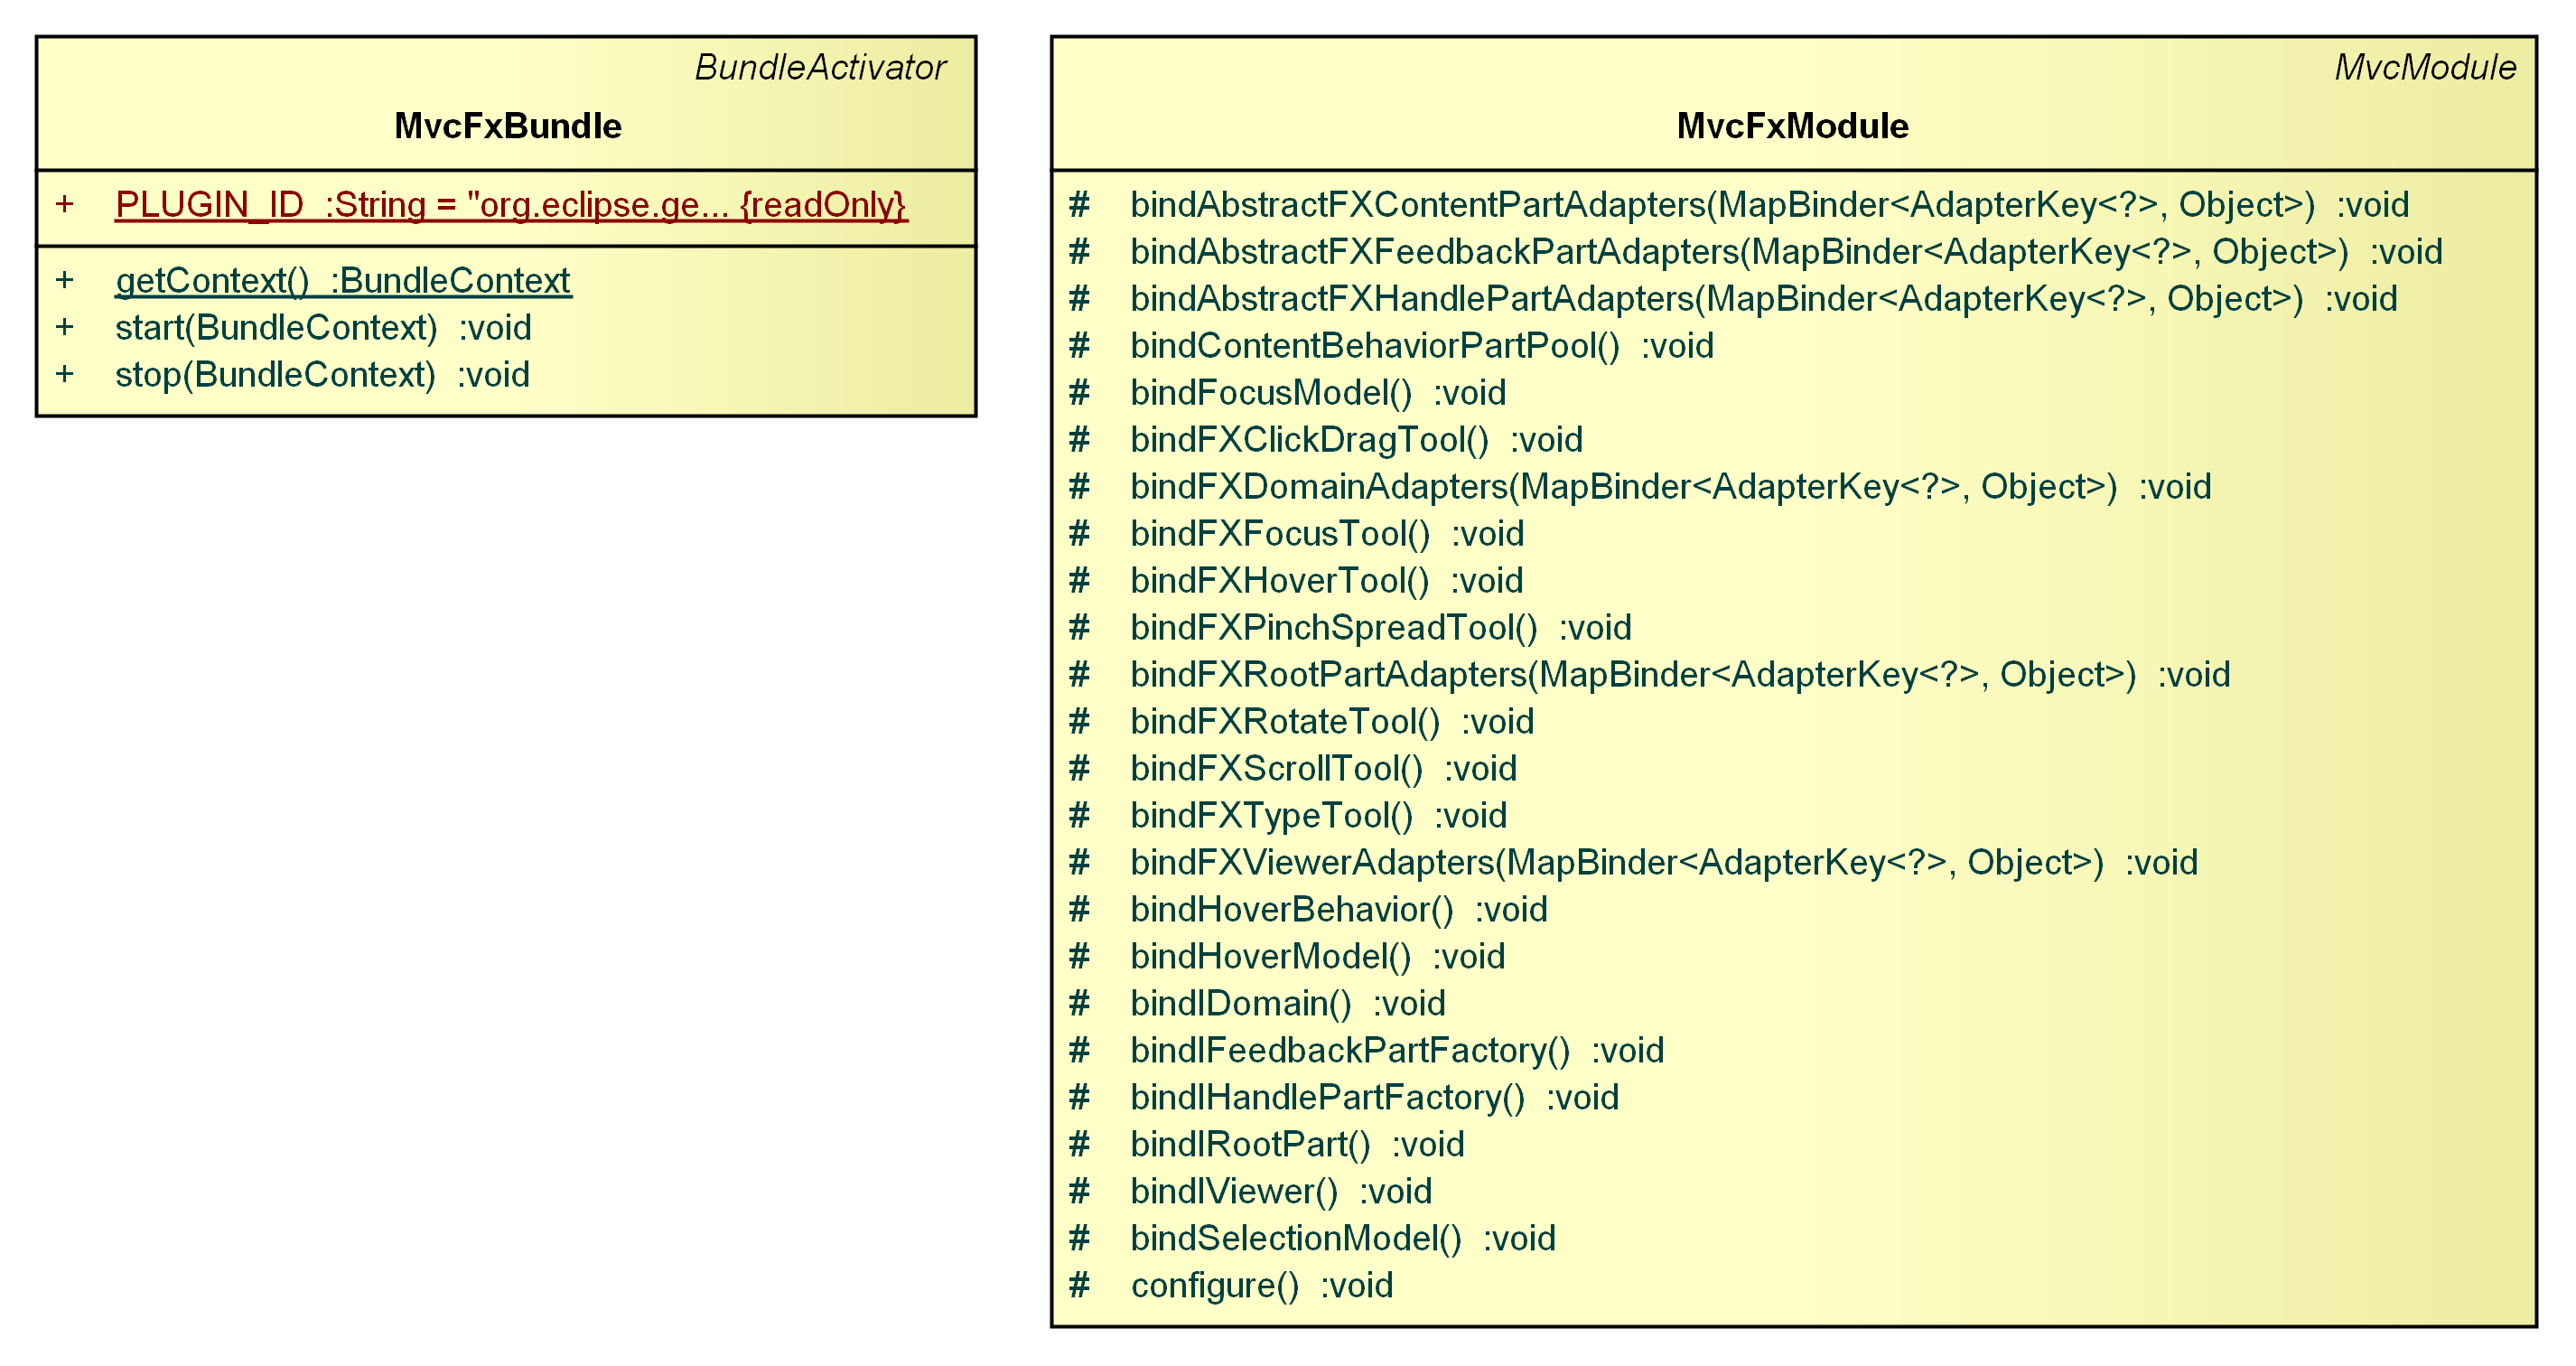 BundleActivator
MvcFxBundle
+ PLUGIN_ID :String = "org.eclipse.ge... {readOnly}
+ getContext() :BundleContext
+ start(BundleContext) :void
+ stop(BundleContext) :void
MvcModule
MvcFxModule
# bindAbstractFXContentPartAdapters(MapBinder<AdapterKey<?>, Object>) :void
# bindAbstractFXFeedbackPartAdapters(MapBinder<AdapterKey<?>, Object>) :void
# bindAbstractFXHandlePartAdapters(MapBinder<AdapterKey<?>, Object>) :void
# bindContentBehaviorPartPool() :void
# bindFocusModel() :void
# bindFXClickDragTool() :void
# bindFXDomainAdapters(MapBinder<AdapterKey<?>, Object>) :void
# bindFXFocusTool() :void
# bindFXHoverTool() :void
# bindFXPinchSpreadTool() :void
# bindFXRootPartAdapters(MapBinder<AdapterKey<?>, Object>) :void
# bindFXRotateTool() :void
# bindFXScrollTool() :void
# bindFXTypeTool() :void
# bindFXViewerAdapters(MapBinder<AdapterKey<?>, Object>) :void
# bindHoverBehavior() :void
# bindHoverModel() :void
# bindIDomain() :void
# bindIFeedbackPartFactory() :void
# bindIHandlePartFactory() :void
# bindIRootPart() :void
# bindIViewer() :void
# bindSelectionModel() :void
# configure() :void